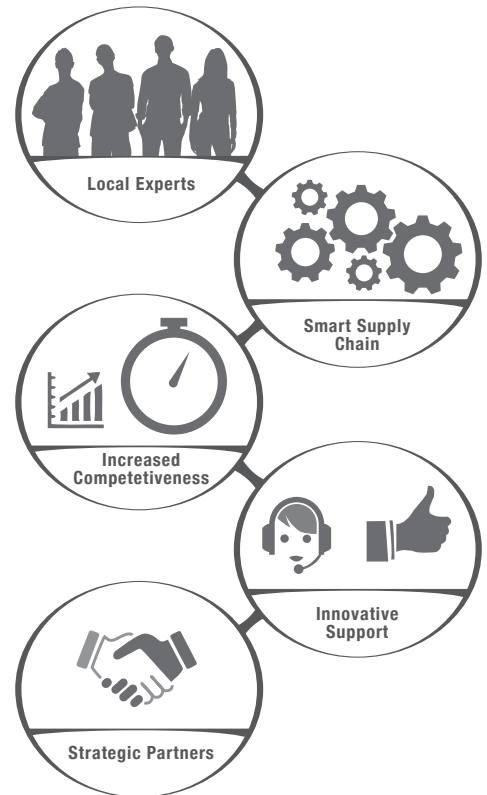 Local Experts
Smart Supply
Chain
Increased
Competetiveness
Innovative
Support
Strategic Partners